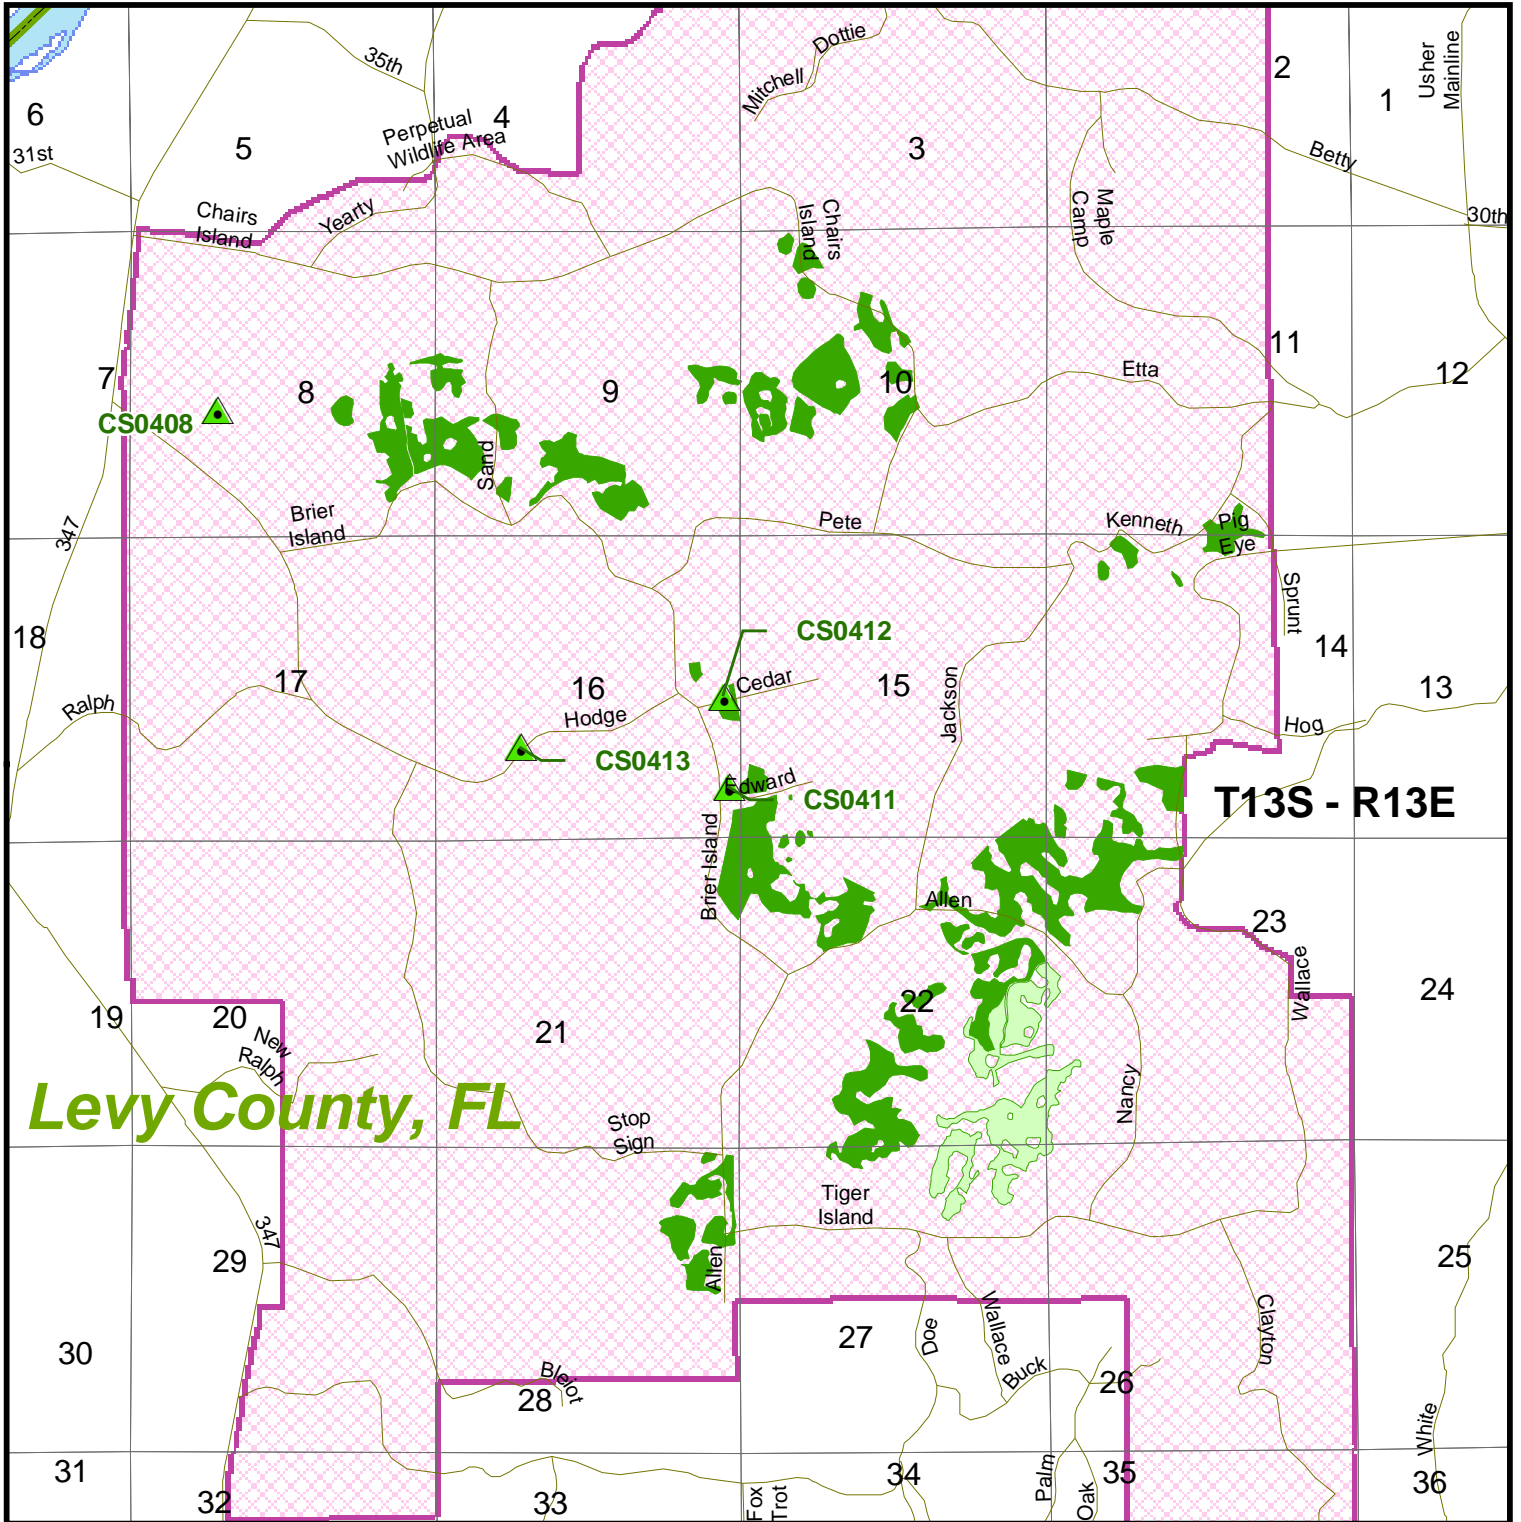 Dottie
2
Usher
Mainline
35th
Mitchell
1
6
4
Perpetual
Wildlife Area
5
3
31st
Betty
Chairs
Island
Yearty
Chairs
Island
Maple
Camp
30th
11
7
8
9
10
Etta
12
CS0408
Sand
Brier
Island
Pete
Kenneth
Pig
Eye
347
Sprunt
18
CS0412
14
17
16
Cedar
15
13
Ralph
Hodge
Jackson
Hog
CS0413
Edward
CS0411
T13S - R13E
Brier Island
Allen
23
Wallace
19
20
22
24
New
Ralph
21
Levy County, FL
Nancy
Stop
Sign
Tiger
Island
347
29
Allen
25
30
27
Doe
Wallace
Clayton
Buck
26
Bleiot
28
White
31
34
35
36
32
33
Fox
Trot
Palm
Oak